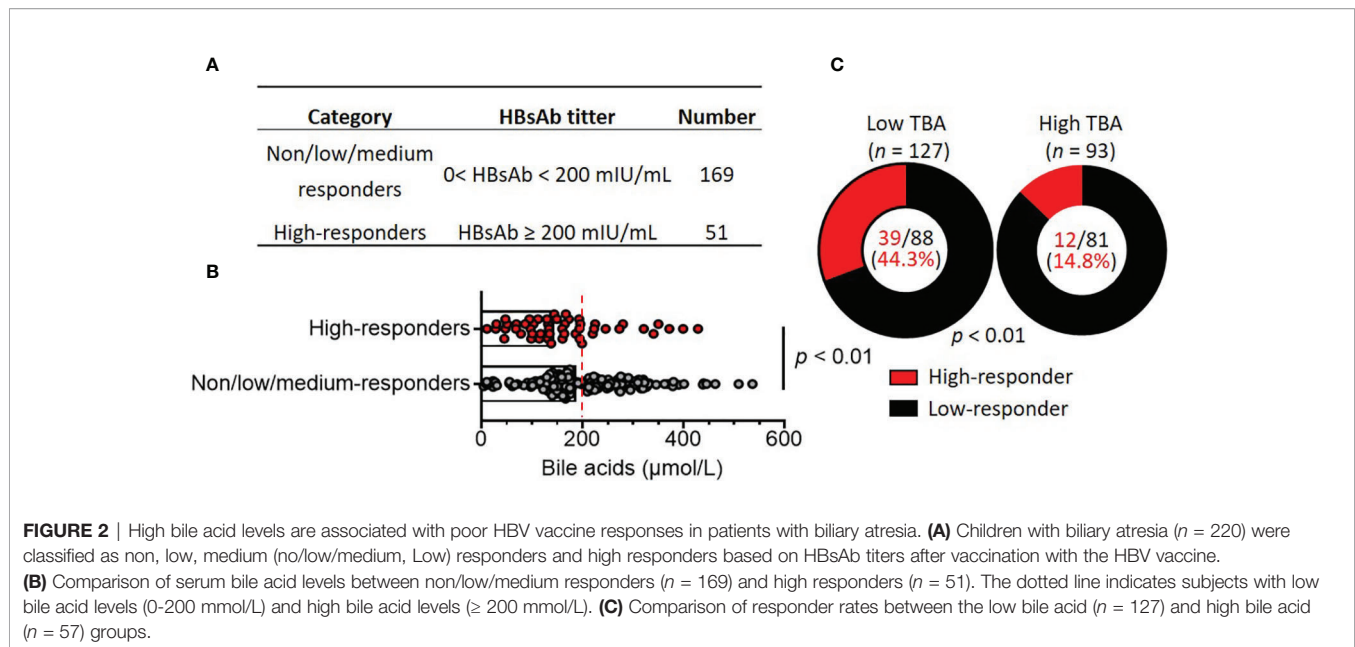 A
Category HBsAb titter Number
Non/low/medium
responders
0< HBsAb < 200 mIU/mL 169
High-responders HBsAb ≥ 200 mIU/mL 51
B
High-responders
Non/low/medium-responders
p < 0.01
0 200 400 600
Bile acids (µmol/L)
C
Low TBA
(n = 127)
High TBA
(n = 93)
39/88
(44.3%)
12/81
(14.8%)
p < 0.01
High-responder
Low-responder
FIGURE 2 | High bile acid levels are associated with poor HBV vaccine responses in patients with biliary atresia. (A) Children with biliary atresia (n = 220) were
classified as non, low, medium (no/low/medium, Low) responders and high responders based on HBsAb titers after vaccination with the HBV vaccine.
(B) Comparison of serum bile acid levels between non/low/medium responders (n = 169) and high responders (n = 51). The dotted line indicates subjects with low
bile acid levels (0-200 mmol/L) and high bile acid levels (≥ 200 mmol/L). (C) Comparison of responder rates between the low bile acid (n = 127) and high bile acid
(n = 57) groups.